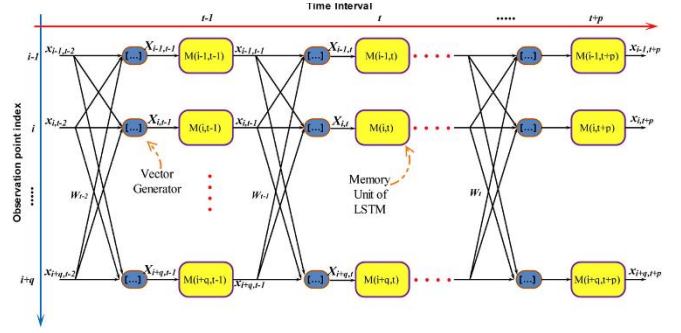 Time Interval
t-1 t ..... t+p
i-1 x_{i-1,t-2} [...] X_{i-1,t-1} M(i-1,t-1) x_{i-1,t-1} [...] X_{i-1,t} M(i-1,t) [...] M(i-1,t+p) x_{i-1,t+p}
i x_{i,t-2} [...] X_{i,t-1} M(i,t-1) x_{i,t-1} [...] X_{i,t} M(i,t) [...] M(i,t+p) x_{i,t+p}
Observation point index
.....
Vector
Generator
Memory
Unit of
LSTM
W_{t-2} W_{t-1} W_t
i+q x_{i+q,t-2} [...] X_{i+q,t-1} M(i+q,t-1) x_{i+q,t-1} [...] X_{i+q,t} M(i+q,t) [...] M(i+q,t+p) x_{i+q,t+p}